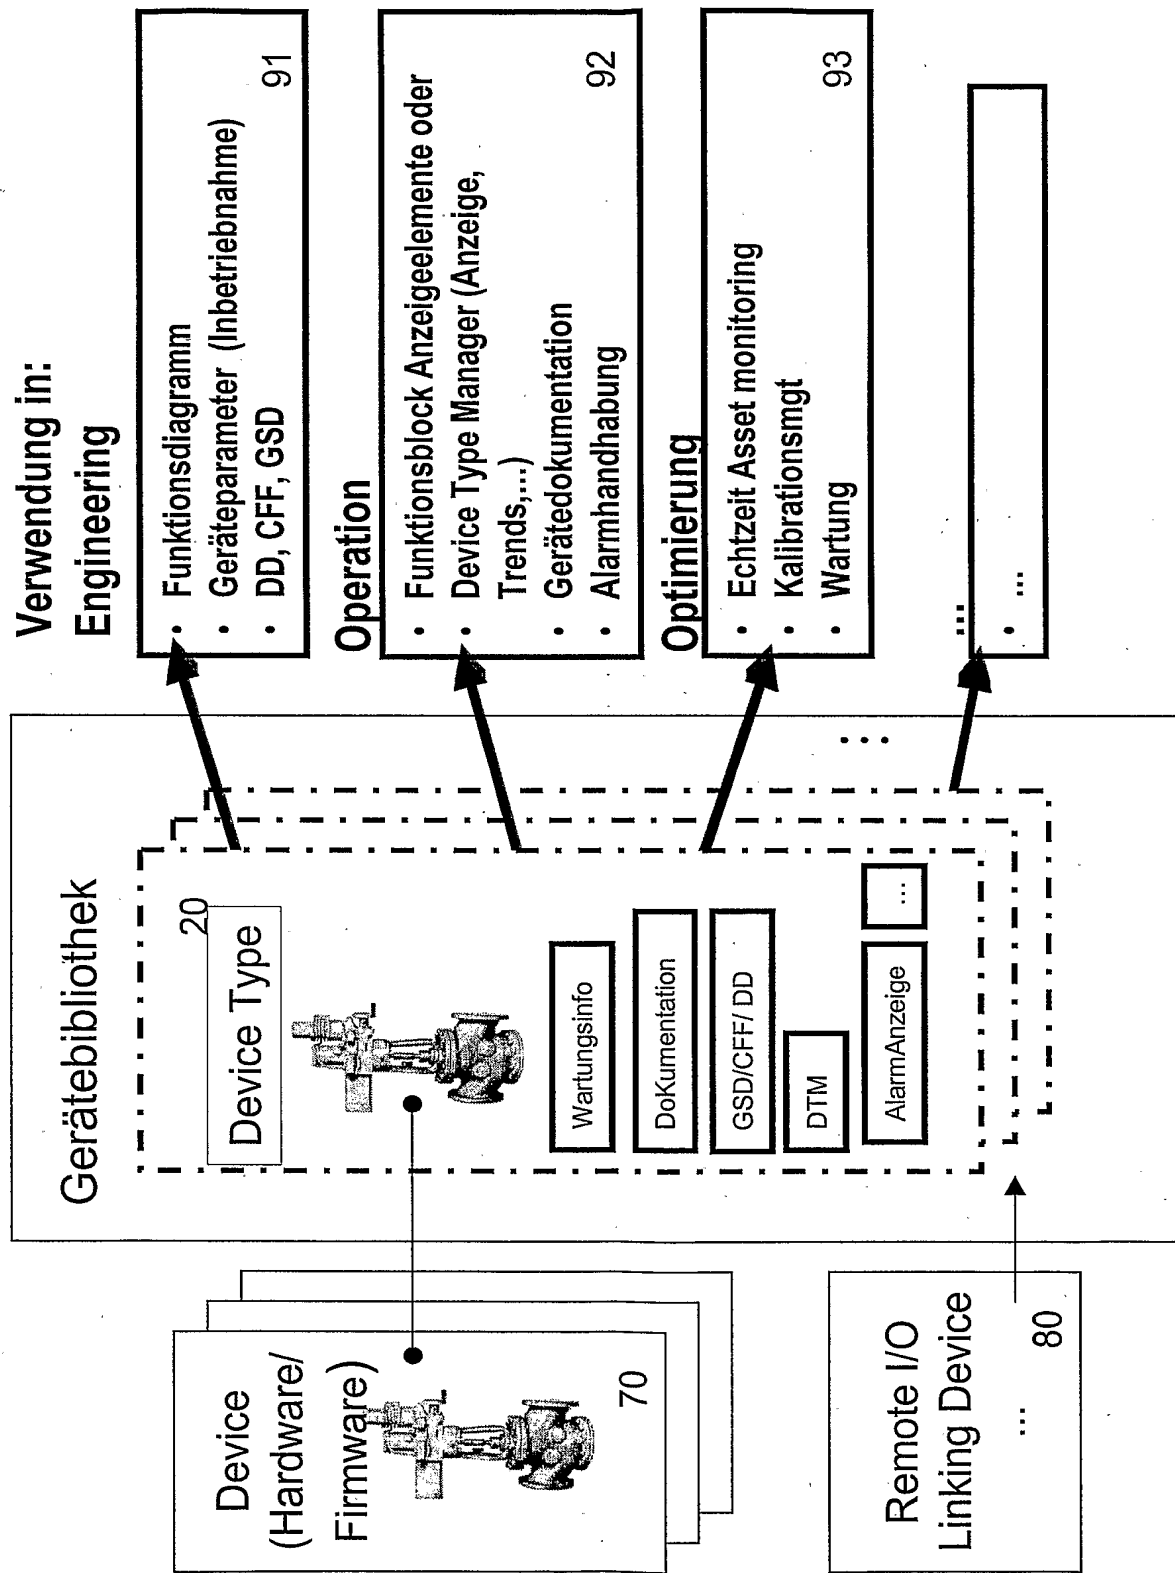 Device
(Hardware/
Firmware)
70
Remote I/O
Linking Device
...
80
Gerätebibliothek
20
Device Type
Wartungsinfo
DoKumentation
GSD/CFF/ DD
DTM
AlarmAnzeige
...
...
Verwendung in:
Engineering
• Funktionsdiagramm
• Geräteparameter (Inbetriebnahme)
• DD, CFF, GSD
91
Operation
• Funktionsblock Anzeigeelemente oder
• Device Type Manager (Anzeige,
Trends,...)
• Gerätedokumentation
• Alarmhandhabung
92
Optimierung
• Echtzeit Asset monitoring
• Kalibrationsmgt
• Wartung
93
...
• ...